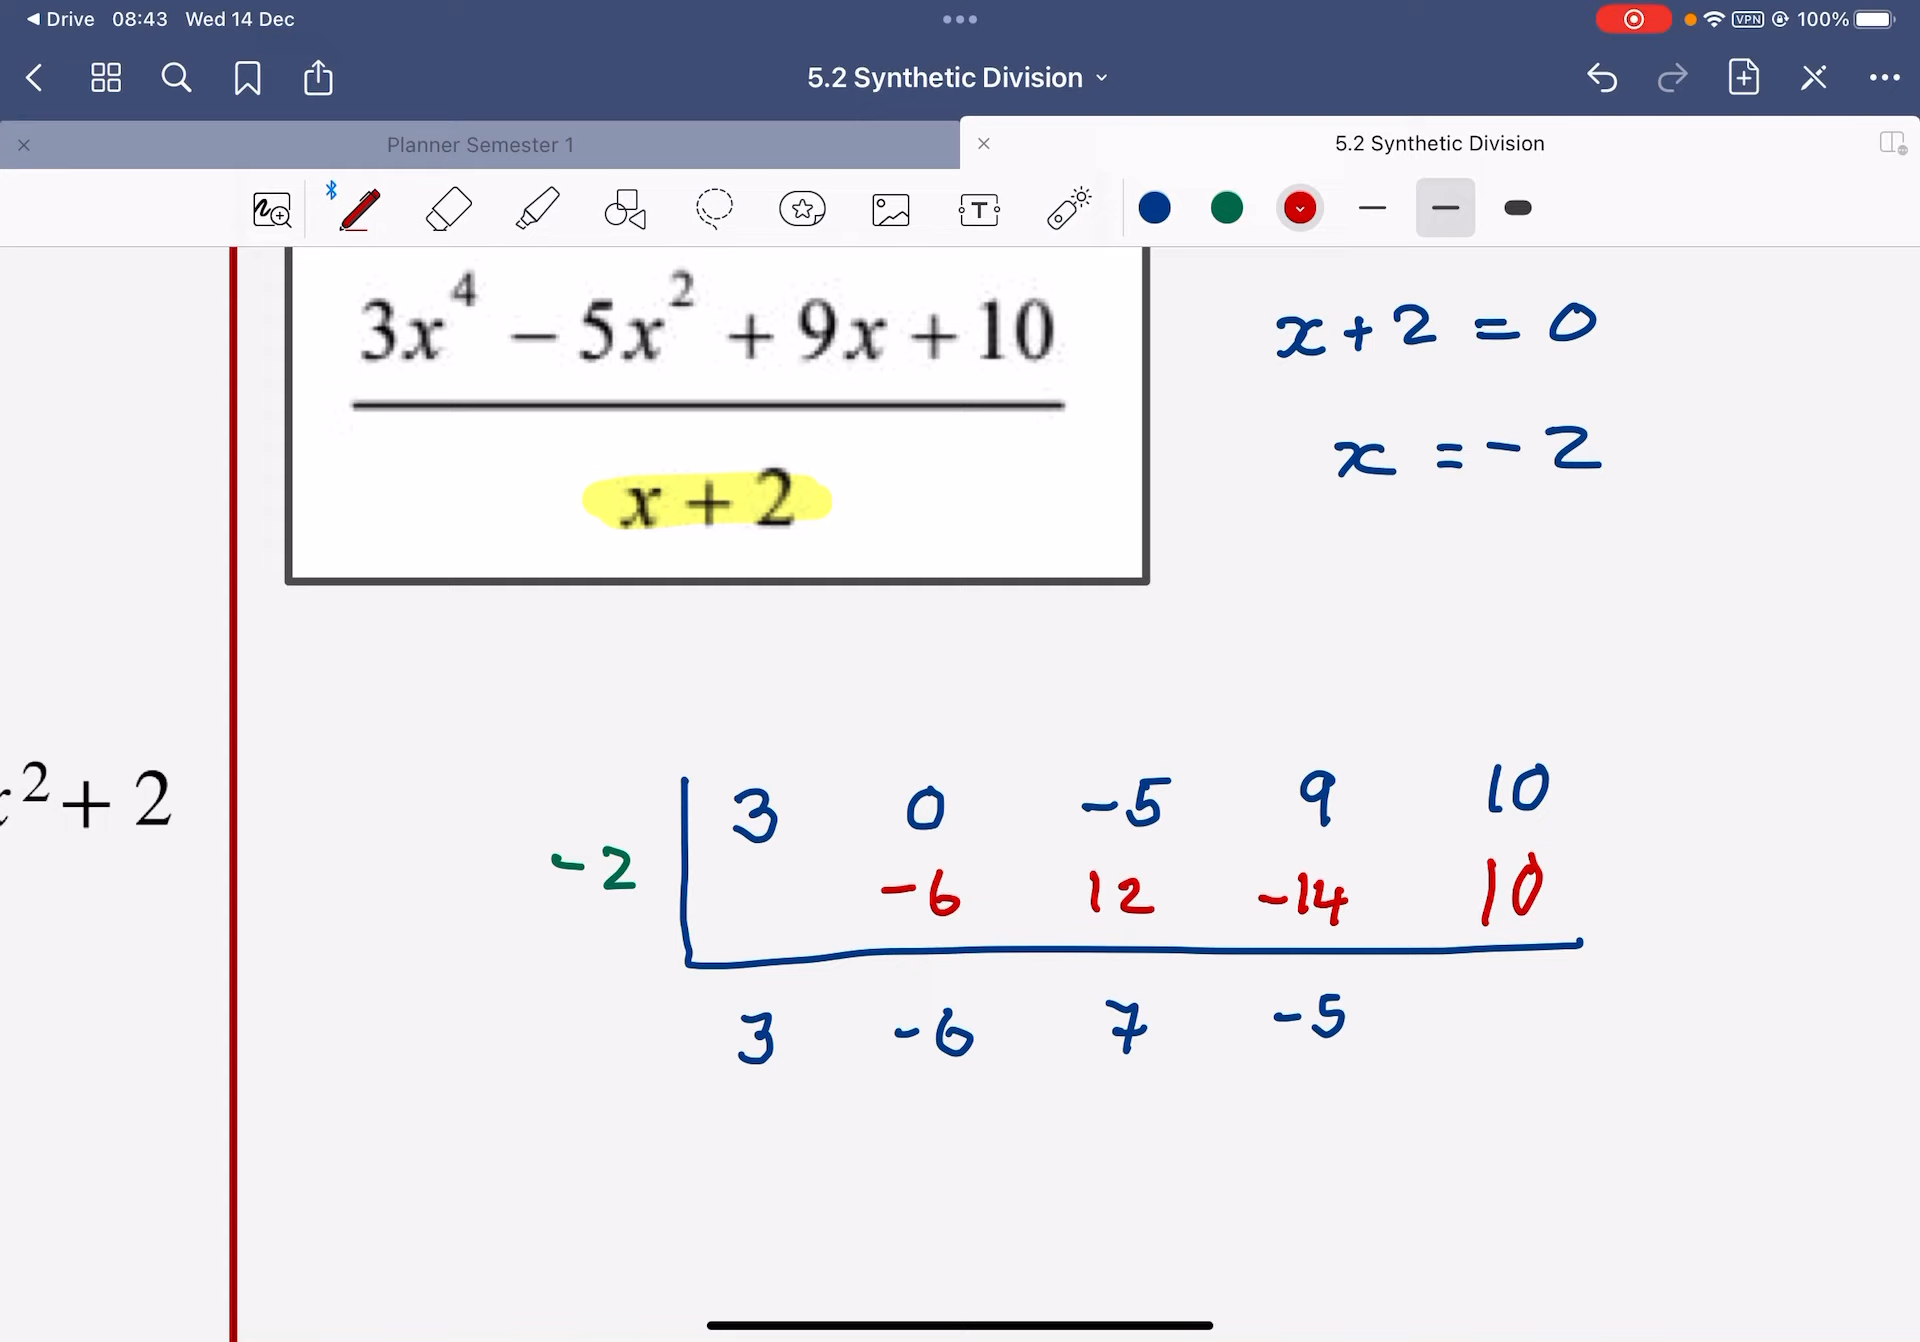 Drive 08:43 Wed 14 Dec
VPN 100%
5.2 Synthetic Division
Planner Semester 1
5.2 Synthetic Division
T
3x⁴ − 5x² + 9x + 10
x + 2
x + 2 = 0
x = - 2
² + 2
3 0 -5 9 10
-2
-6 12 -14 10
3 -6 7 -5